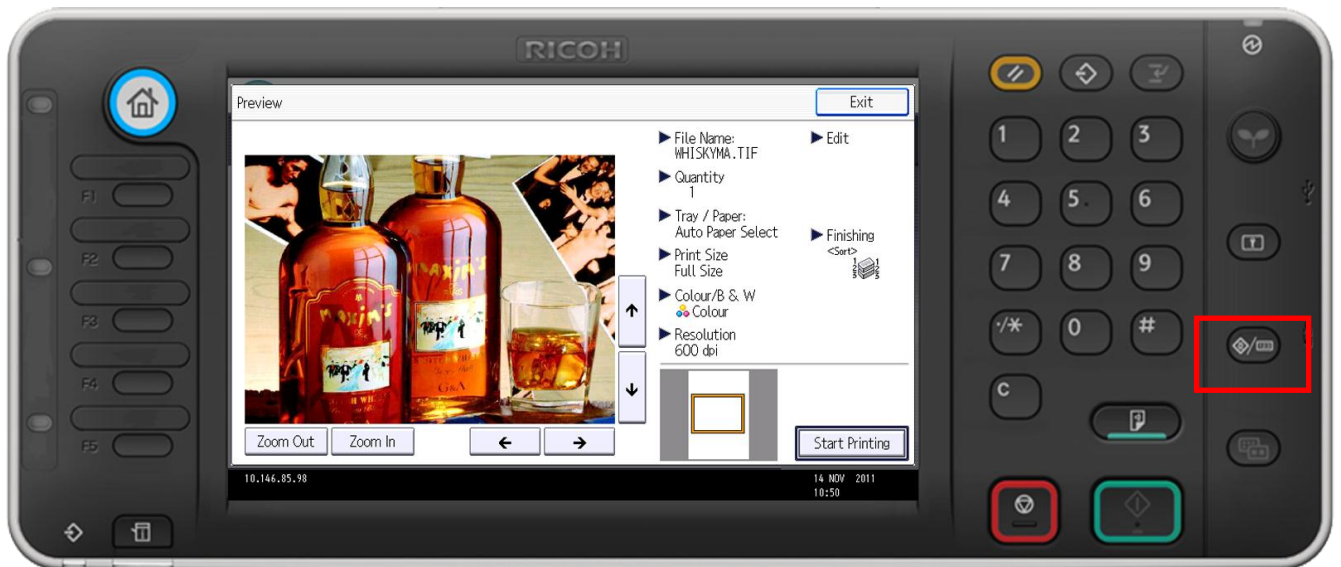 RICOH
Preview
Exit
File Name:
WHISKYMA.TIF
Edit
Quantity
1
Tray / Paper:
Auto Paper Select
Finishing
<Sort>
Print Size
Full Size
maxim's
Colour/B & W
Colour
Resolution
600 dpi
G&A
Zoom Out
Zoom In
Start Printing
10.146.85.98
14 NOV 2011
10:50
F1
F2
F3
F4
F5
1 2 3
4 5 6
7 8 9
·/* 0 #
C